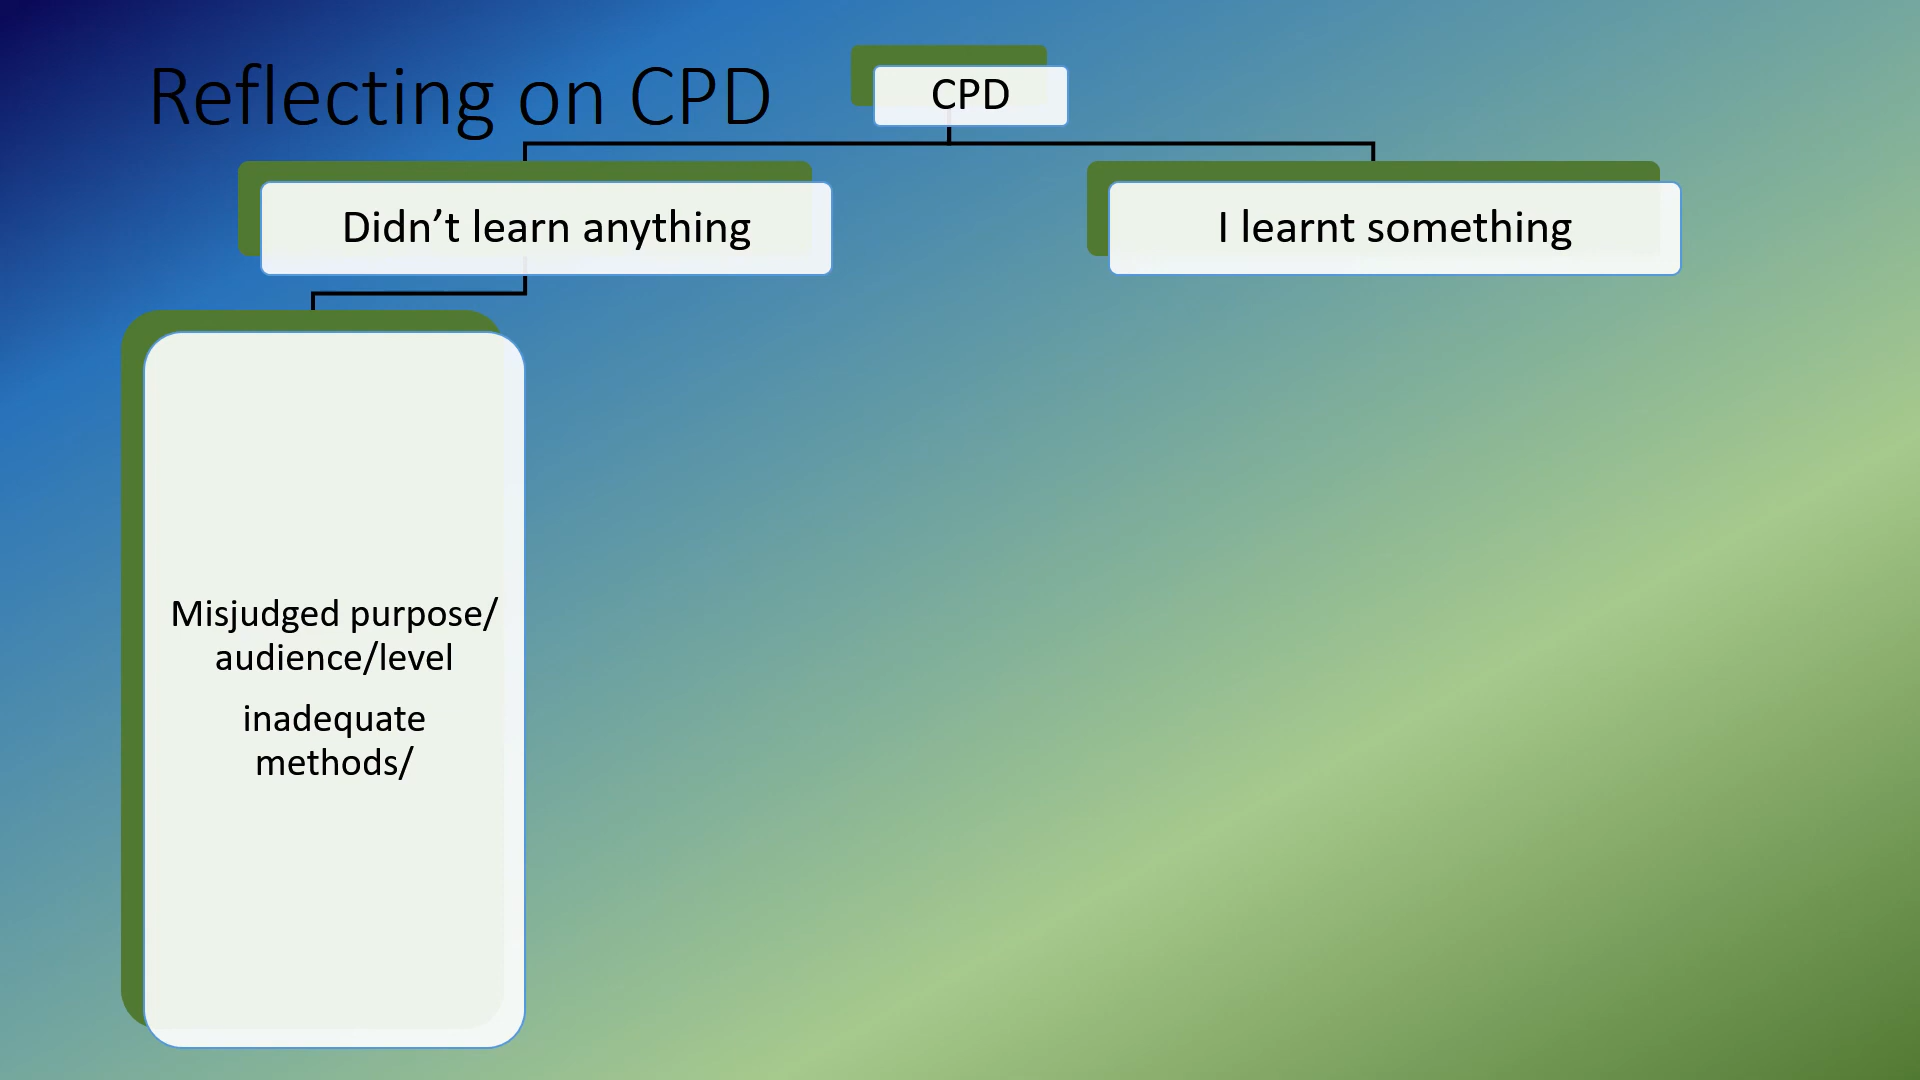 Reflecting on CPD
CPD
Didn’t learn anything
I learnt something
Misjudged purpose/
audience/level
inadequate
methods/